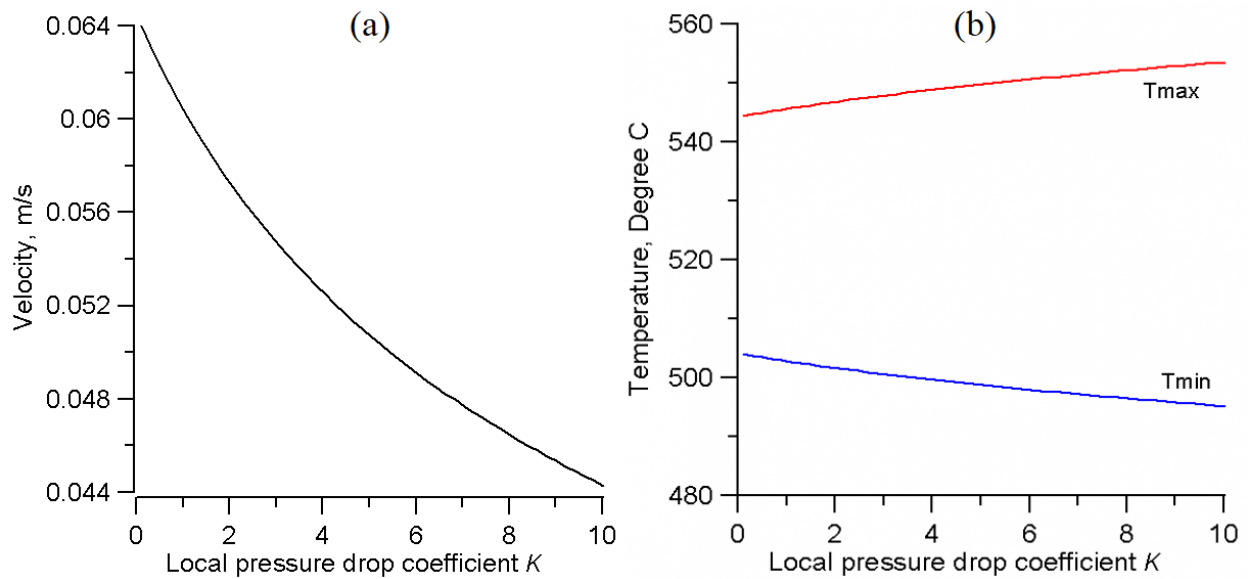 (a)
0.064
0.06
0.056
0.052
0.048
0.044
Velocity, m/s
0 2 4 6 8 10
Local pressure drop coefficient K
(b)
560
540
520
500
480
Temperature, Degree C
Tmax
Tmin
0 2 4 6 8 10
Local pressure drop coefficient K